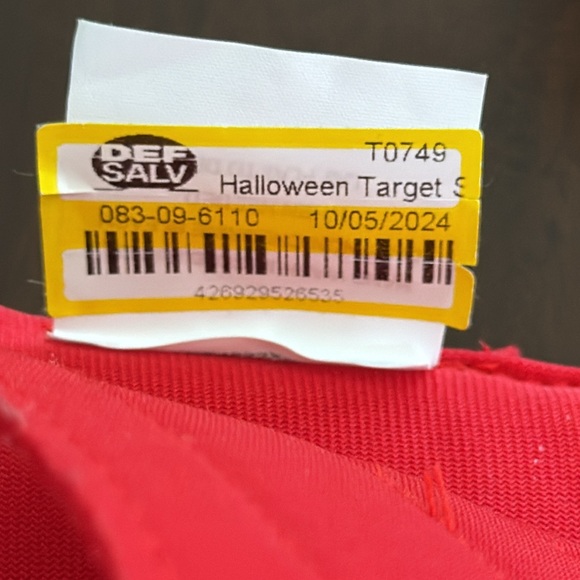 DEF
SALV
T0749
Halloween Target S
083-09-6110 10/05/2024
426929526535